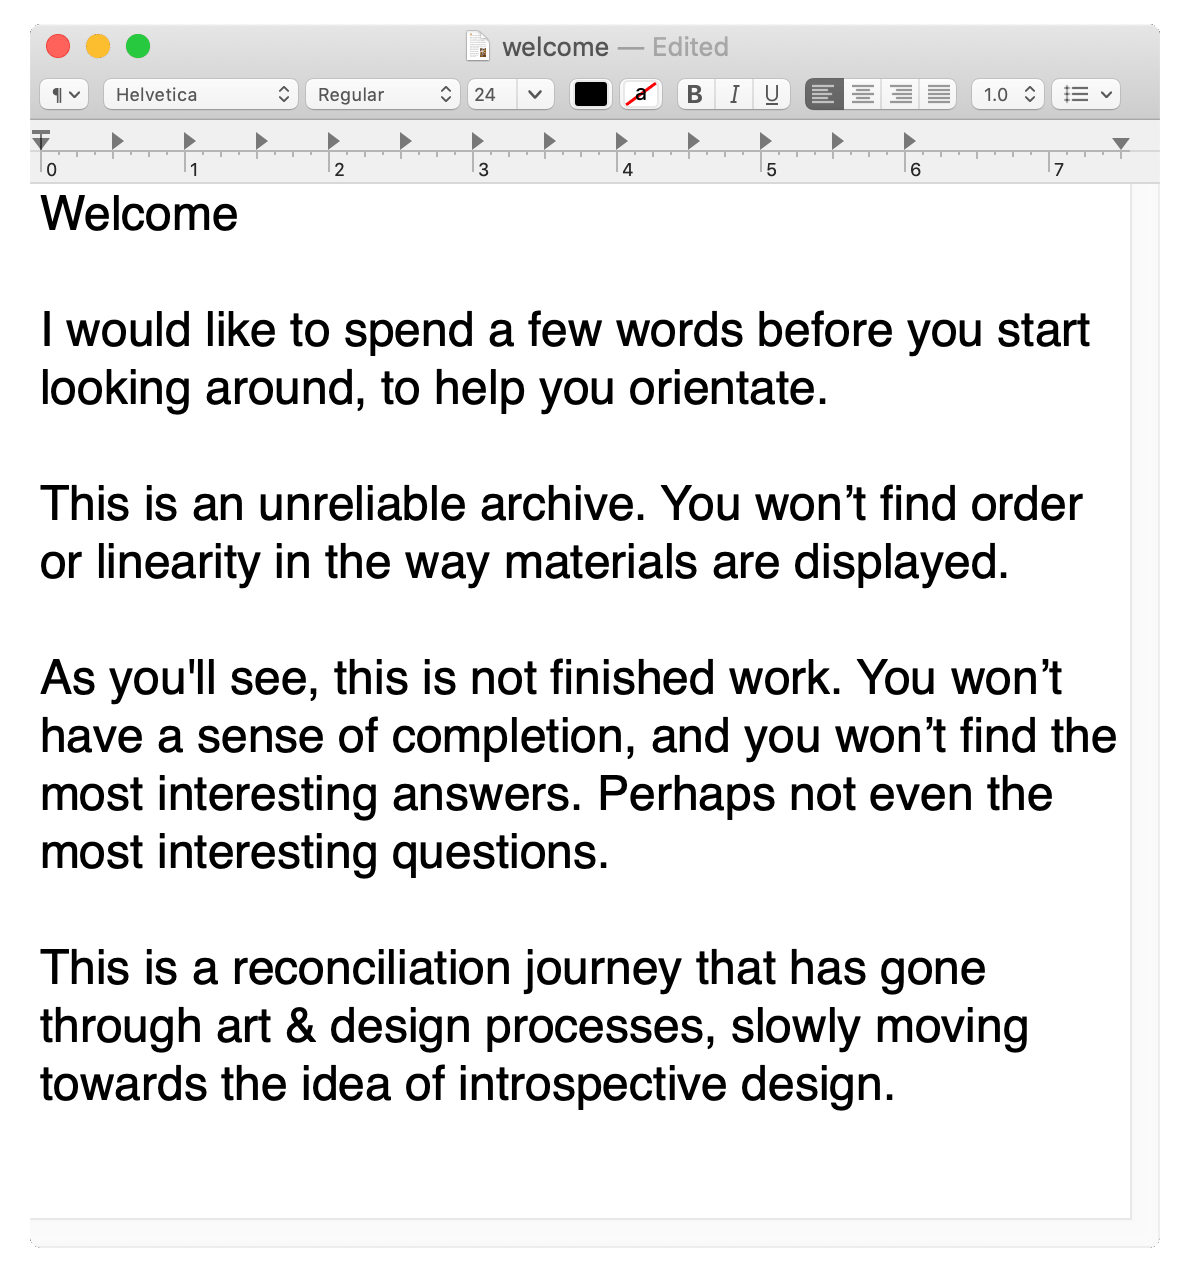 welcome — Edited
¶ Helvetica Regular 24 a B I U 1.0
0 1 2 3 4 5 6 7
Welcome
I would like to spend a few words before you start
looking around, to help you orientate.
This is an unreliable archive. You won’t find order
or linearity in the way materials are displayed.
As you'll see, this is not finished work. You won’t
have a sense of completion, and you won’t find the
most interesting answers. Perhaps not even the
most interesting questions.
This is a reconciliation journey that has gone
through art & design processes, slowly moving
towards the idea of introspective design.